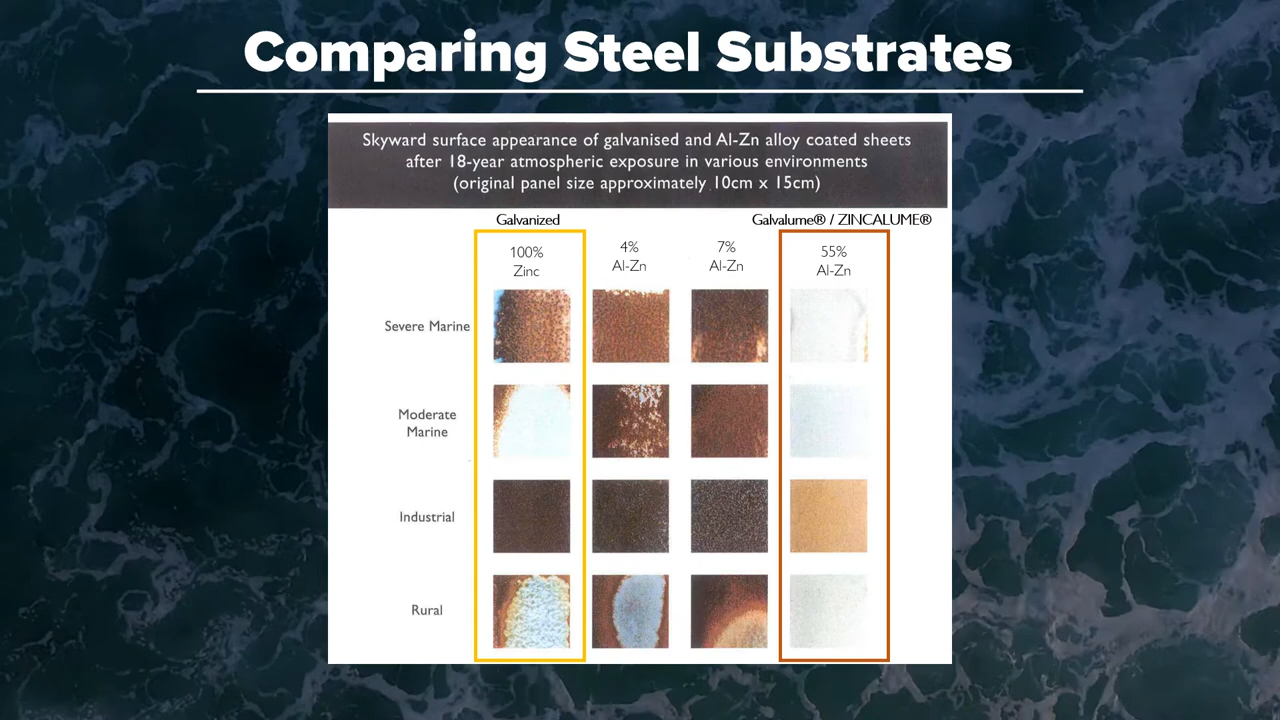 Comparing Steel Substrates
Skyward surface appearance of galvanised and Al-Zn alloy coated sheets
after 18-year atmospheric exposure in various environments
(original panel size approximately 10cm x 15cm)
Galvanized
Galvalume® / ZINCALUME®
100%
Zinc
4%
Al-Zn
7%
Al-Zn
55%
Al-Zn
Severe Marine
Moderate
Marine
Industrial
Rural